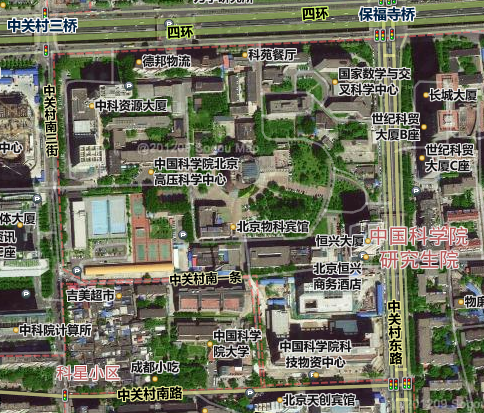 四环
四环
中关村三桥
保福寺桥
德邦物流
科苑餐厅
国家数学与交
叉科学中心
长城大厦
中关村南三街
中科资源大厦
世纪科贸
大厦B座
@201209 Sogou Mac
中心
中国科学院北京
高压科学中心
世纪科贸
大厦C座
体大厦
资讯
北京物科宾馆
恒兴大厦
中国科学院
研究生院
中关村南一条
北京恒兴
商务酒店
吉美超市
物库
中科院计算所
中国科学
院大学
中国科学院科
技物资中心
中关村东路
科星小区
成都小吃
中关村南路
北京天创宾馆